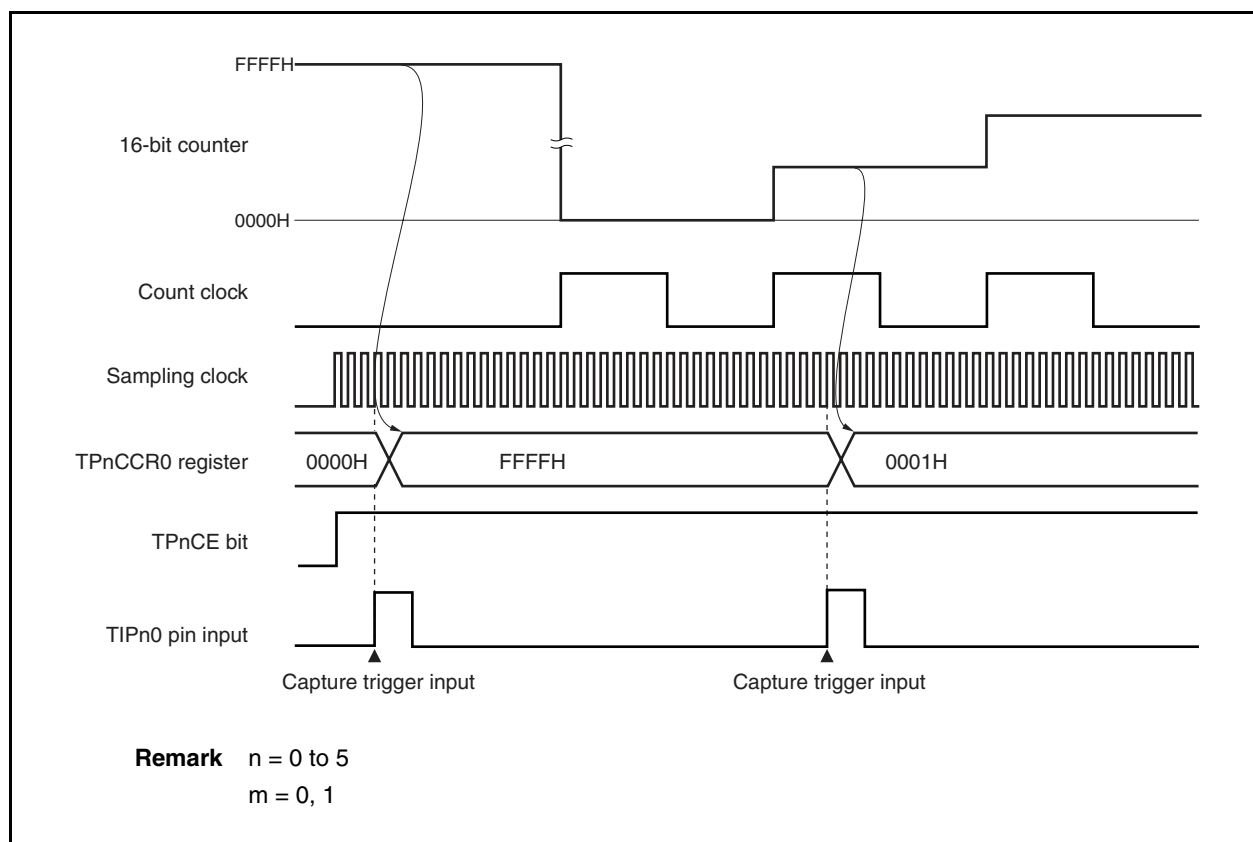 FFFFH
16-bit counter
0000H
Count clock
Sampling clock
TPnCCR0 register
0000H
FFFFH
0001H
TPnCE bit
TIPn0 pin input
Capture trigger input
Capture trigger input
Remark n = 0 to 5
m = 0, 1